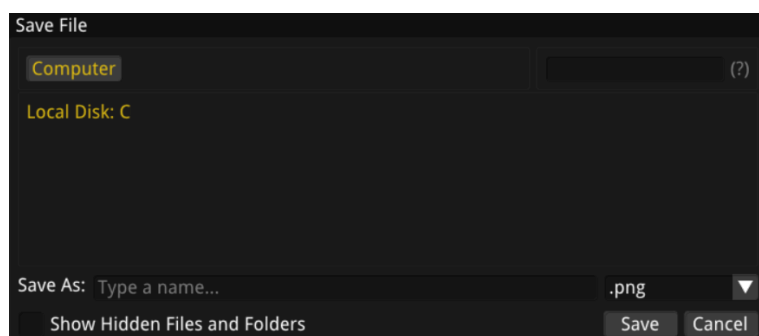 Save File
Computer
(?)
Local Disk: C
Save As: Type a name... .png
Show Hidden Files and Folders Save Cancel